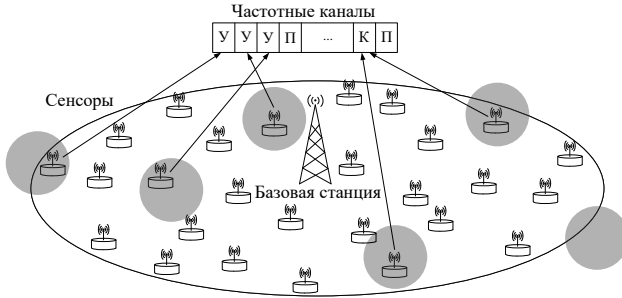 Частотные каналы
У У У П ... К П
Сенсоры
Базовая станция